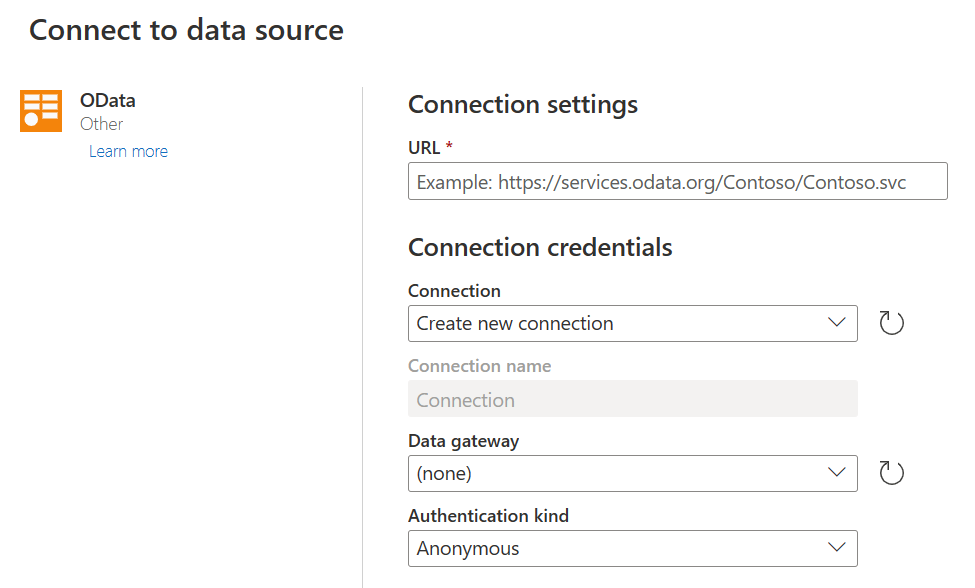 Connect to data source
OData
Other
Learn more
Connection settings
URL *
Example: https://services.odata.org/Contoso/Contoso.svc
Connection credentials
Connection
Create new connection
Connection name
Connection
Data gateway
(none)
Authentication kind
Anonymous